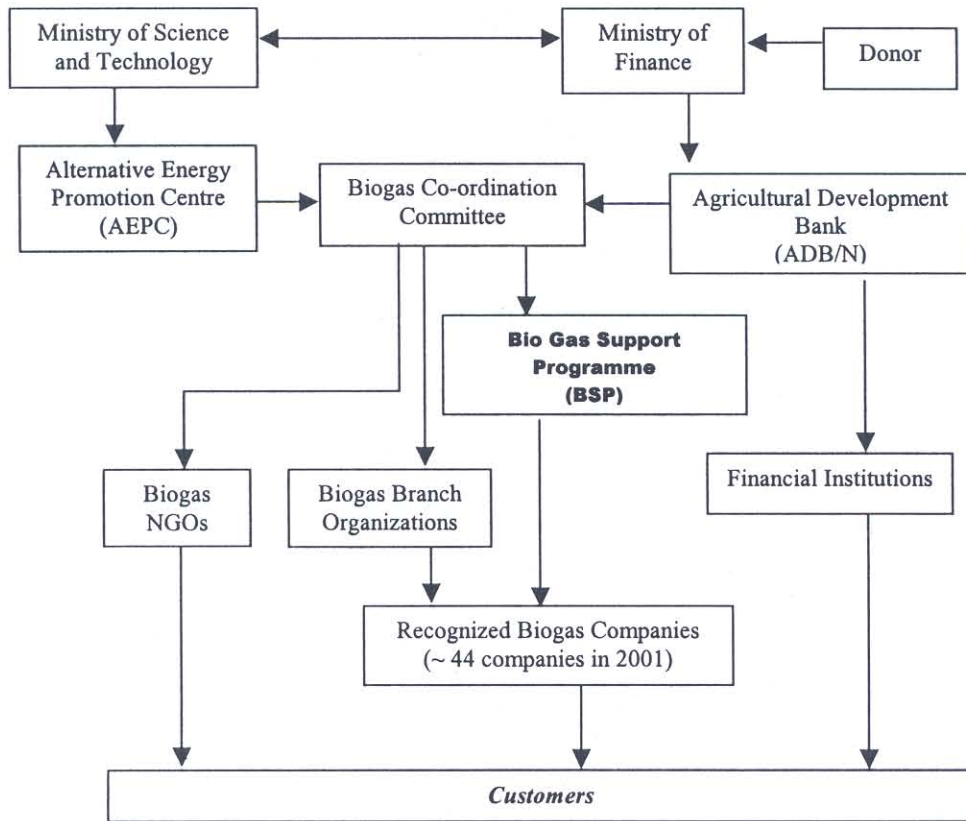 Ministry of Science
and Technology
Ministry of
Finance
Donor
Alternative Energy
Promotion Centre
(AEPC)
Biogas Co-ordination
Committee
Agricultural Development
Bank
(ADB/N)
Bio Gas Support
Programme
(BSP)
Biogas
NGOs
Biogas Branch
Organizations
Financial Institutions
Recognized Biogas Companies
(~ 44 companies in 2001)
Customers